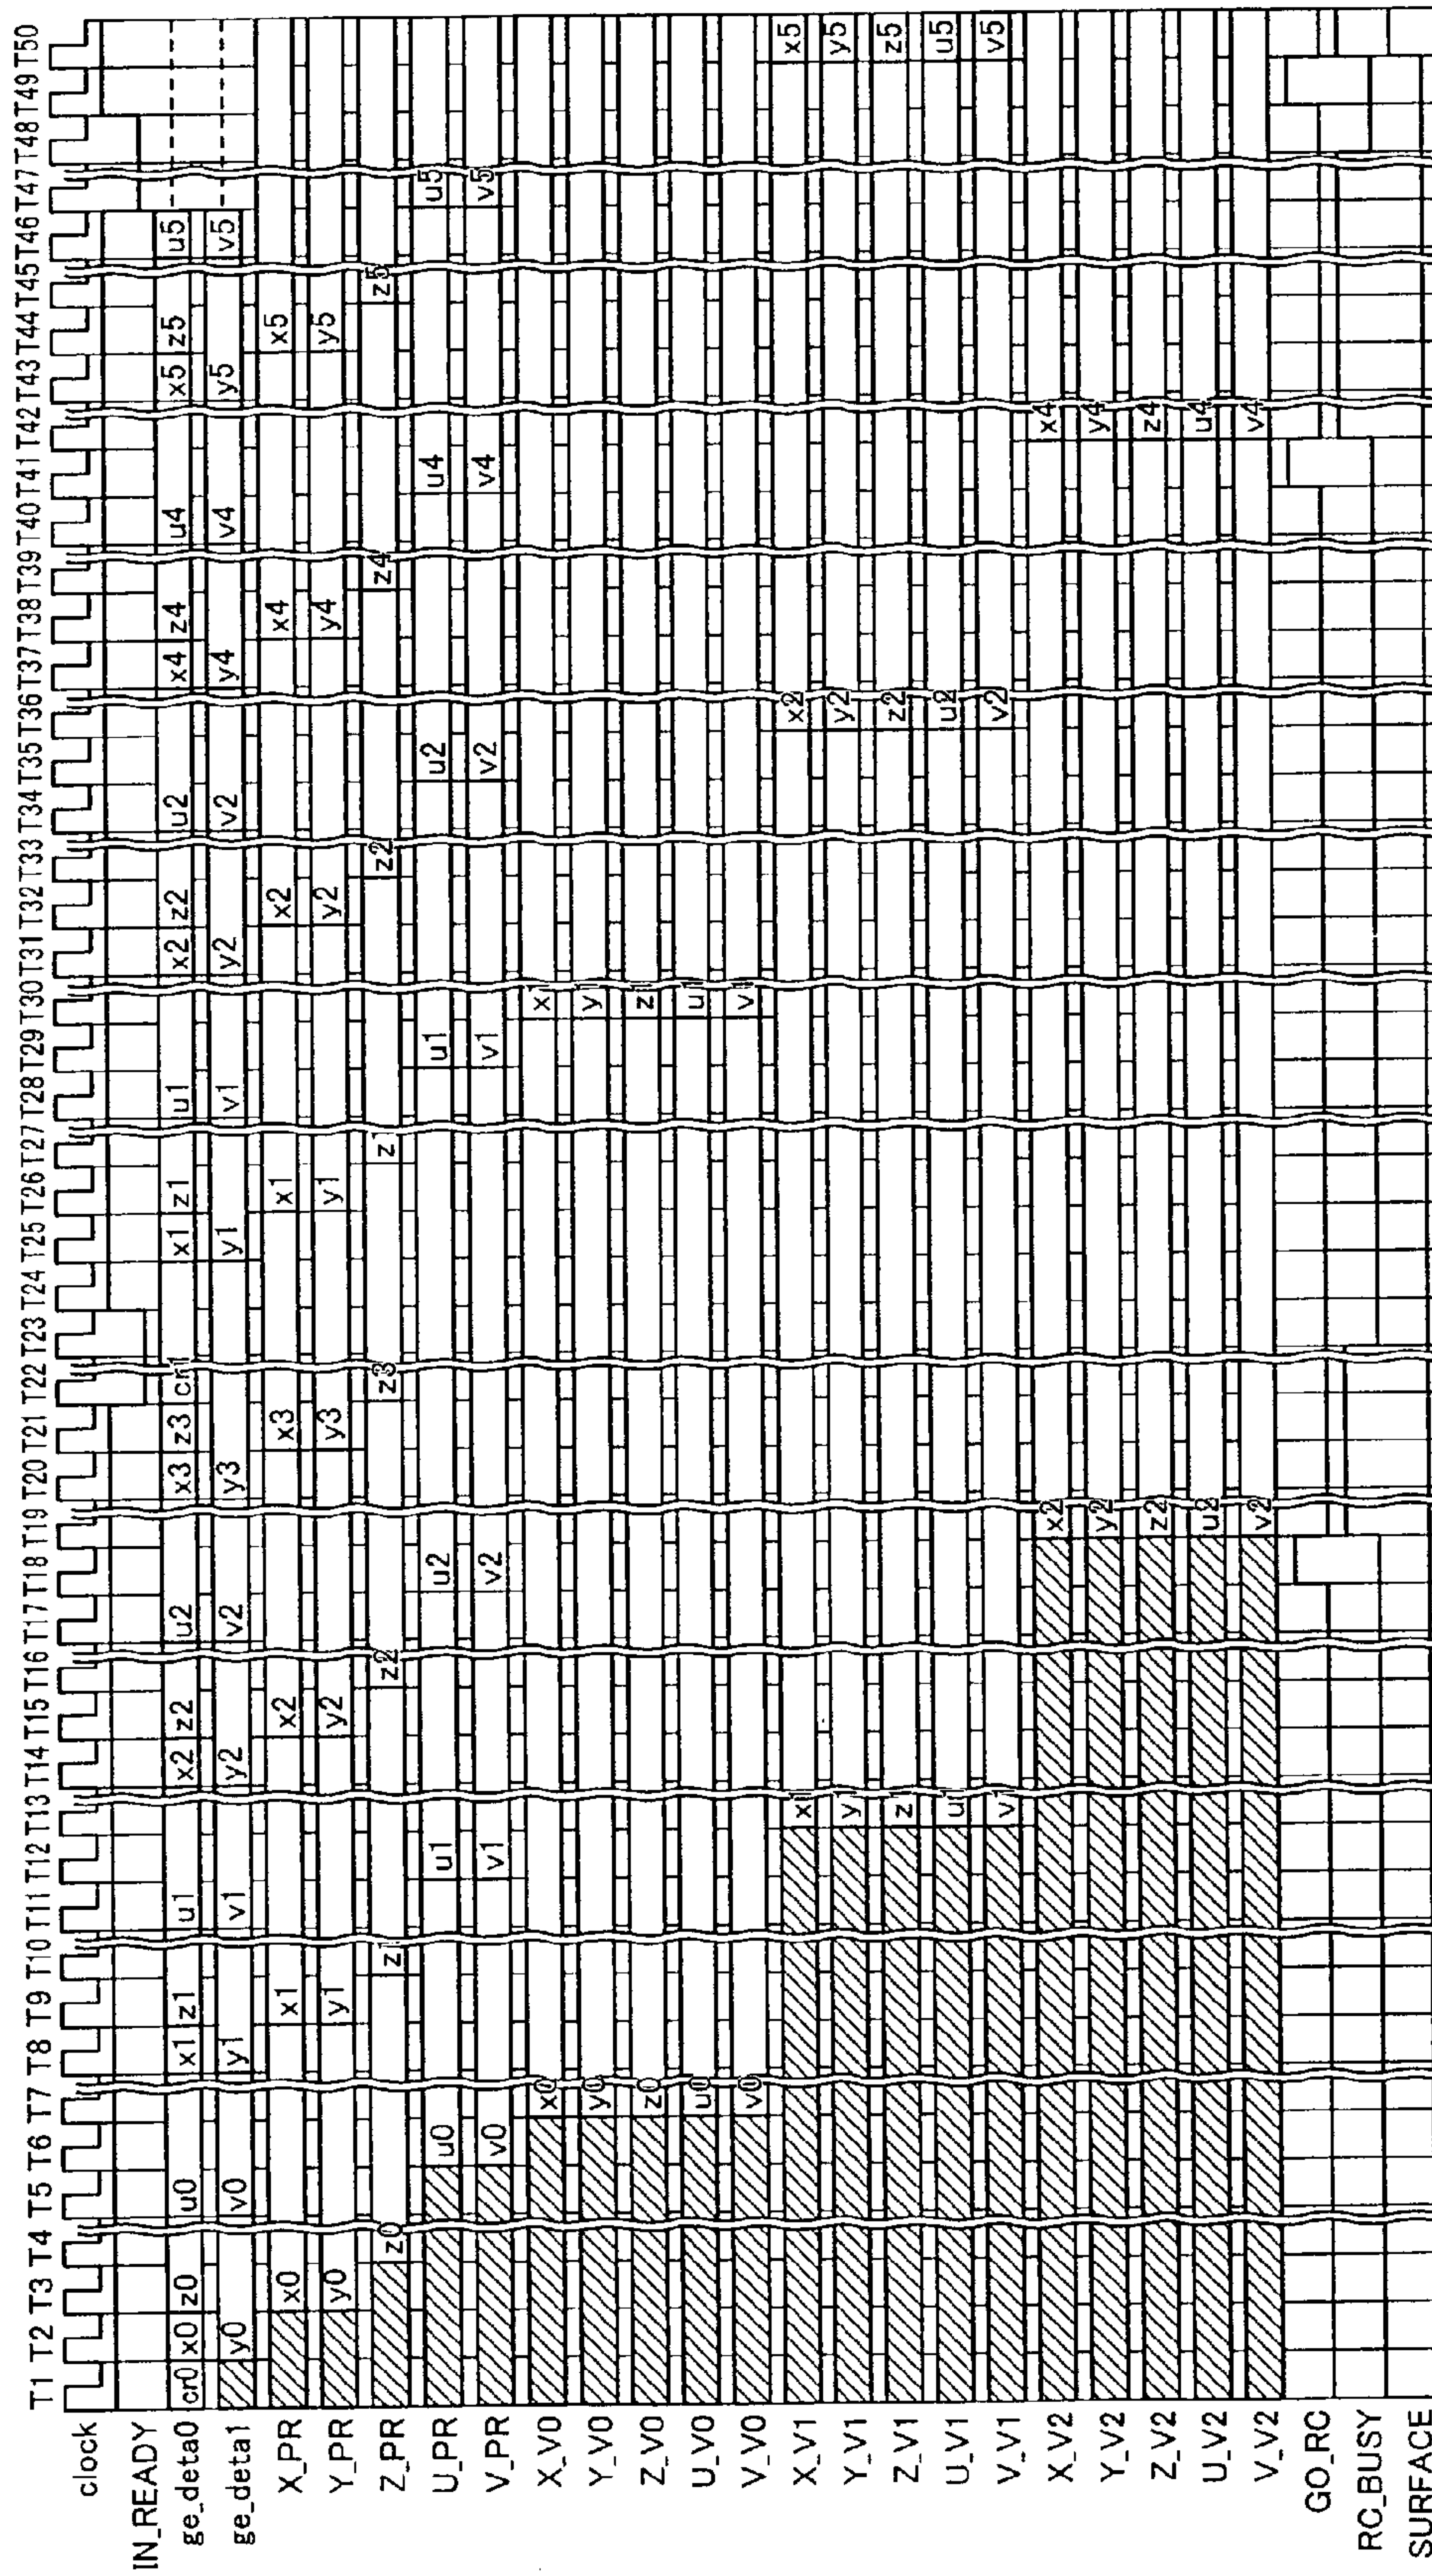 T1 T2 T3 T4 T5 T6 T7 T8 T9 T10 T11 T12 T13 T14 T15 T16 T17 T18 T19 T20 T21 T22 T23 T24 T25 T26 T27 T28 T29 T30 T31 T32 T33 T34 T35 T36 T37 T38 T39 T40 T41 T42 T43 T44 T45 T46 T47 T48 T49 T50
clock
IN_READY
ge_deta0 cn0 x0 z0 u0 x1 z1 u1 x2 z2 u2 x3 z3 cn1 x1 z1 u1 x2 z2 u2 x4 z4 u4 x5 z5 u5
ge_deta1 y0 v0 y1 v1 y2 v2 y3 y1 v1 y2 v2 y4 v4 y5 v5
X_PR x0 x1 x2 x3 x1 x2 x4 x5
Y_PR y0 y1 y2 y3 y1 y2 y4 y5
Z_PR z0 z1 z2 z3 z1 z2 z4 z5
U_PR u0 u1 u2 u1 u2 u4 u5
V_PR v0 v1 v2 v1 v2 v4 v5
X_V0 x0 x1
Y_V0 y0 y1
Z_V0 z0 z1
U_V0 u0 u1
V_V0 v0 v1
X_V1 x1 x2 x5
Y_V1 y1 y2 y5
Z_V1 z1 z2 z5
U_V1 u1 u2 u5
V_V1 v1 v2 v5
X_V2 x2 x4
Y_V2 y2 y4
Z_V2 z2 z4
U_V2 u2 u4
V_V2 v2 v4
GO_RC
RC_BUSY
SURFACE